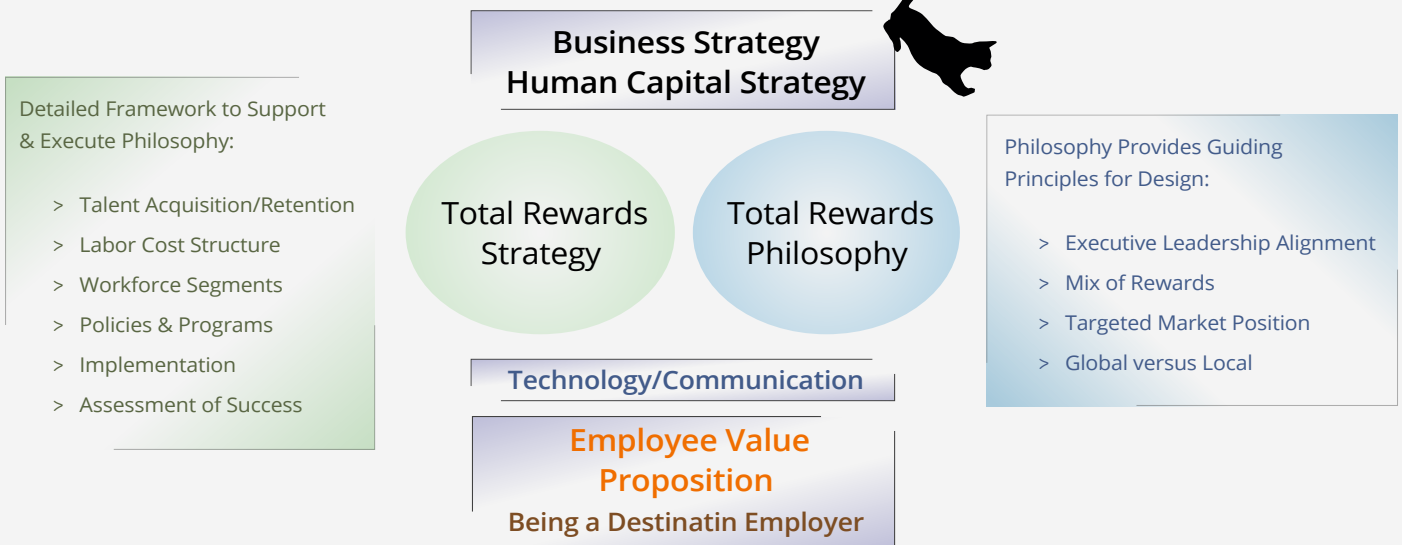 Business Strategy
Human Capital Strategy
Detailed Framework to Support
& Execute Philosophy:
> Talent Acquisition/Retention
> Labor Cost Structure
> Workforce Segments
> Policies & Programs
> Implementation
> Assessment of Success
Total Rewards
Strategy
Total Rewards
Philosophy
Philosophy Provides Guiding
Principles for Design:
> Executive Leadership Alignment
> Mix of Rewards
> Targeted Market Position
> Global versus Local
Technology/Communication
Employee Value
Proposition
Being a Destinatin Employer